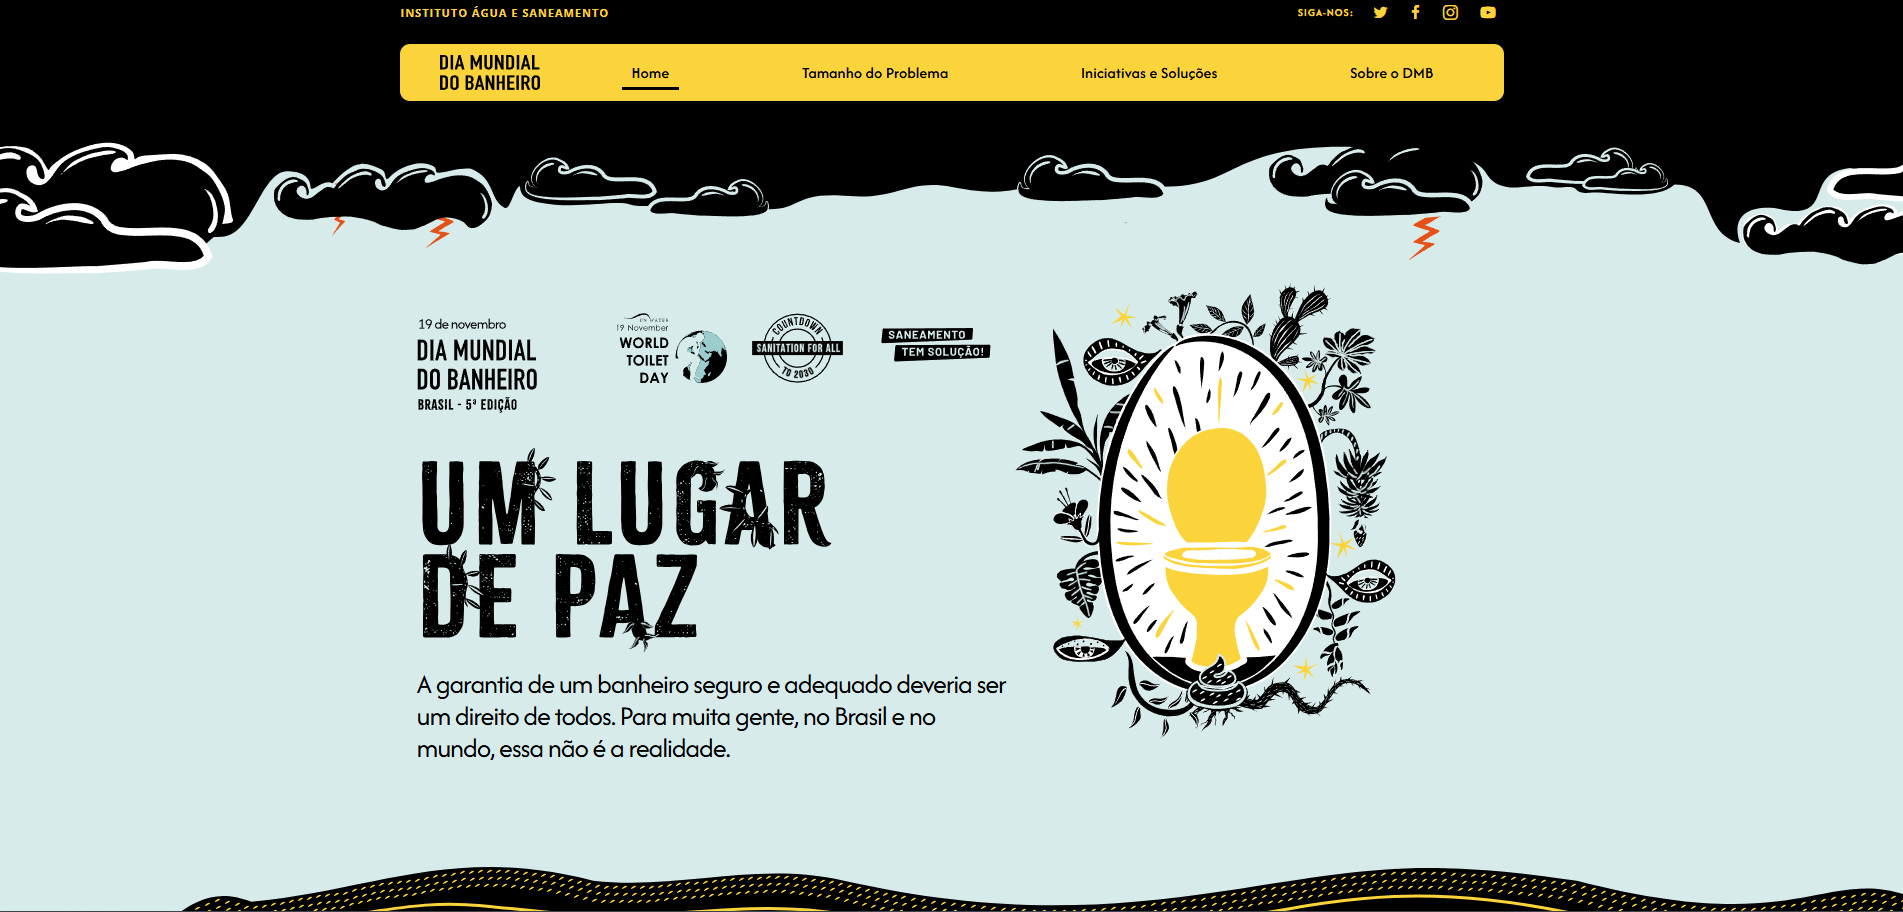 INSTITUTO ÁGUA E SANEAMENTO
SIGA-NOS:
DIA MUNDIAL
DO BANHEIRO
Home
Tamanho do Problema
Iniciativas e Soluções
Sobre o DMB
19 de novembro
DIA MUNDIAL
DO BANHEIRO
BRASIL - 5ª EDIÇÃO
UN WATER
19 November
WORLD
TOILET
DAY
COUNTDOWN
SANITATION FOR ALL
TO 2030
SANEAMENTO
TEM SOLUÇÃO!
UM LUGAR
DE PAZ
A garantia de um banheiro seguro e adequado deveria ser
um direito de todos. Para muita gente, no Brasil e no
mundo, essa não é a realidade.